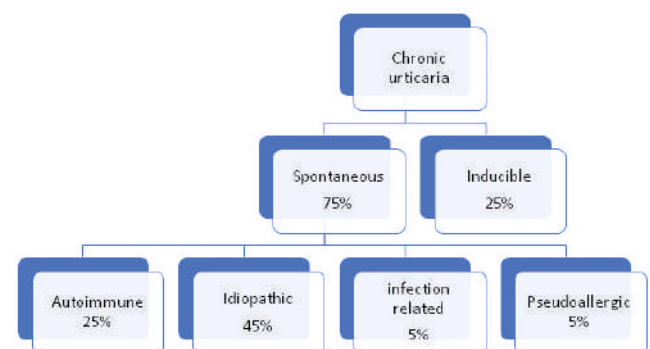 Chronic
urticaria
Spontaneous
75%
Inducible
25%
Autoimmune
25%
Idiopathic
45%
infection
related
5%
Pseudoallergic
5%